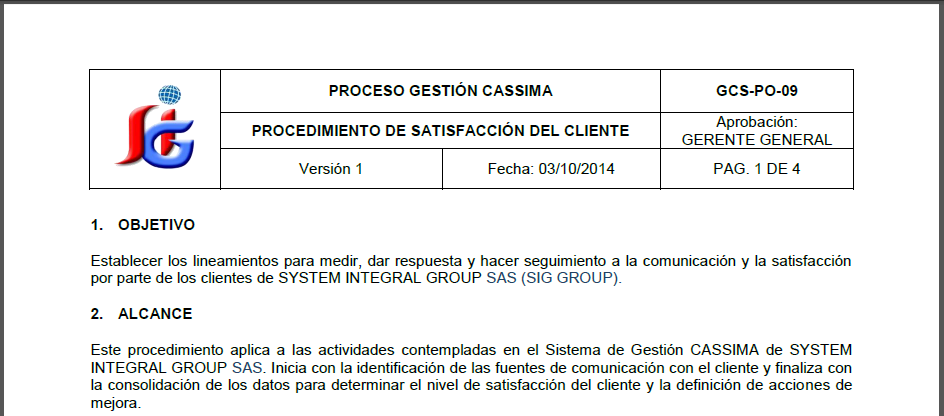 SIG
PROCESO GESTIÓN CASSIMA
GCS-PO-09
PROCEDIMIENTO DE SATISFACCIÓN DEL CLIENTE
Aprobación:
GERENTE GENERAL
Versión 1
Fecha: 03/10/2014
PAG. 1 DE 4
1. OBJETIVO
Establecer los lineamientos para medir, dar respuesta y hacer seguimiento a la comunicación y la satisfacción
por parte de los clientes de SYSTEM INTEGRAL GROUP SAS (SIG GROUP).
2. ALCANCE
Este procedimiento aplica a las actividades contempladas en el Sistema de Gestión CASSIMA de SYSTEM
INTEGRAL GROUP SAS. Inicia con la identificación de las fuentes de comunicación con el cliente y finaliza con
la consolidación de los datos para determinar el nivel de satisfacción del cliente y la definición de acciones de
mejora.